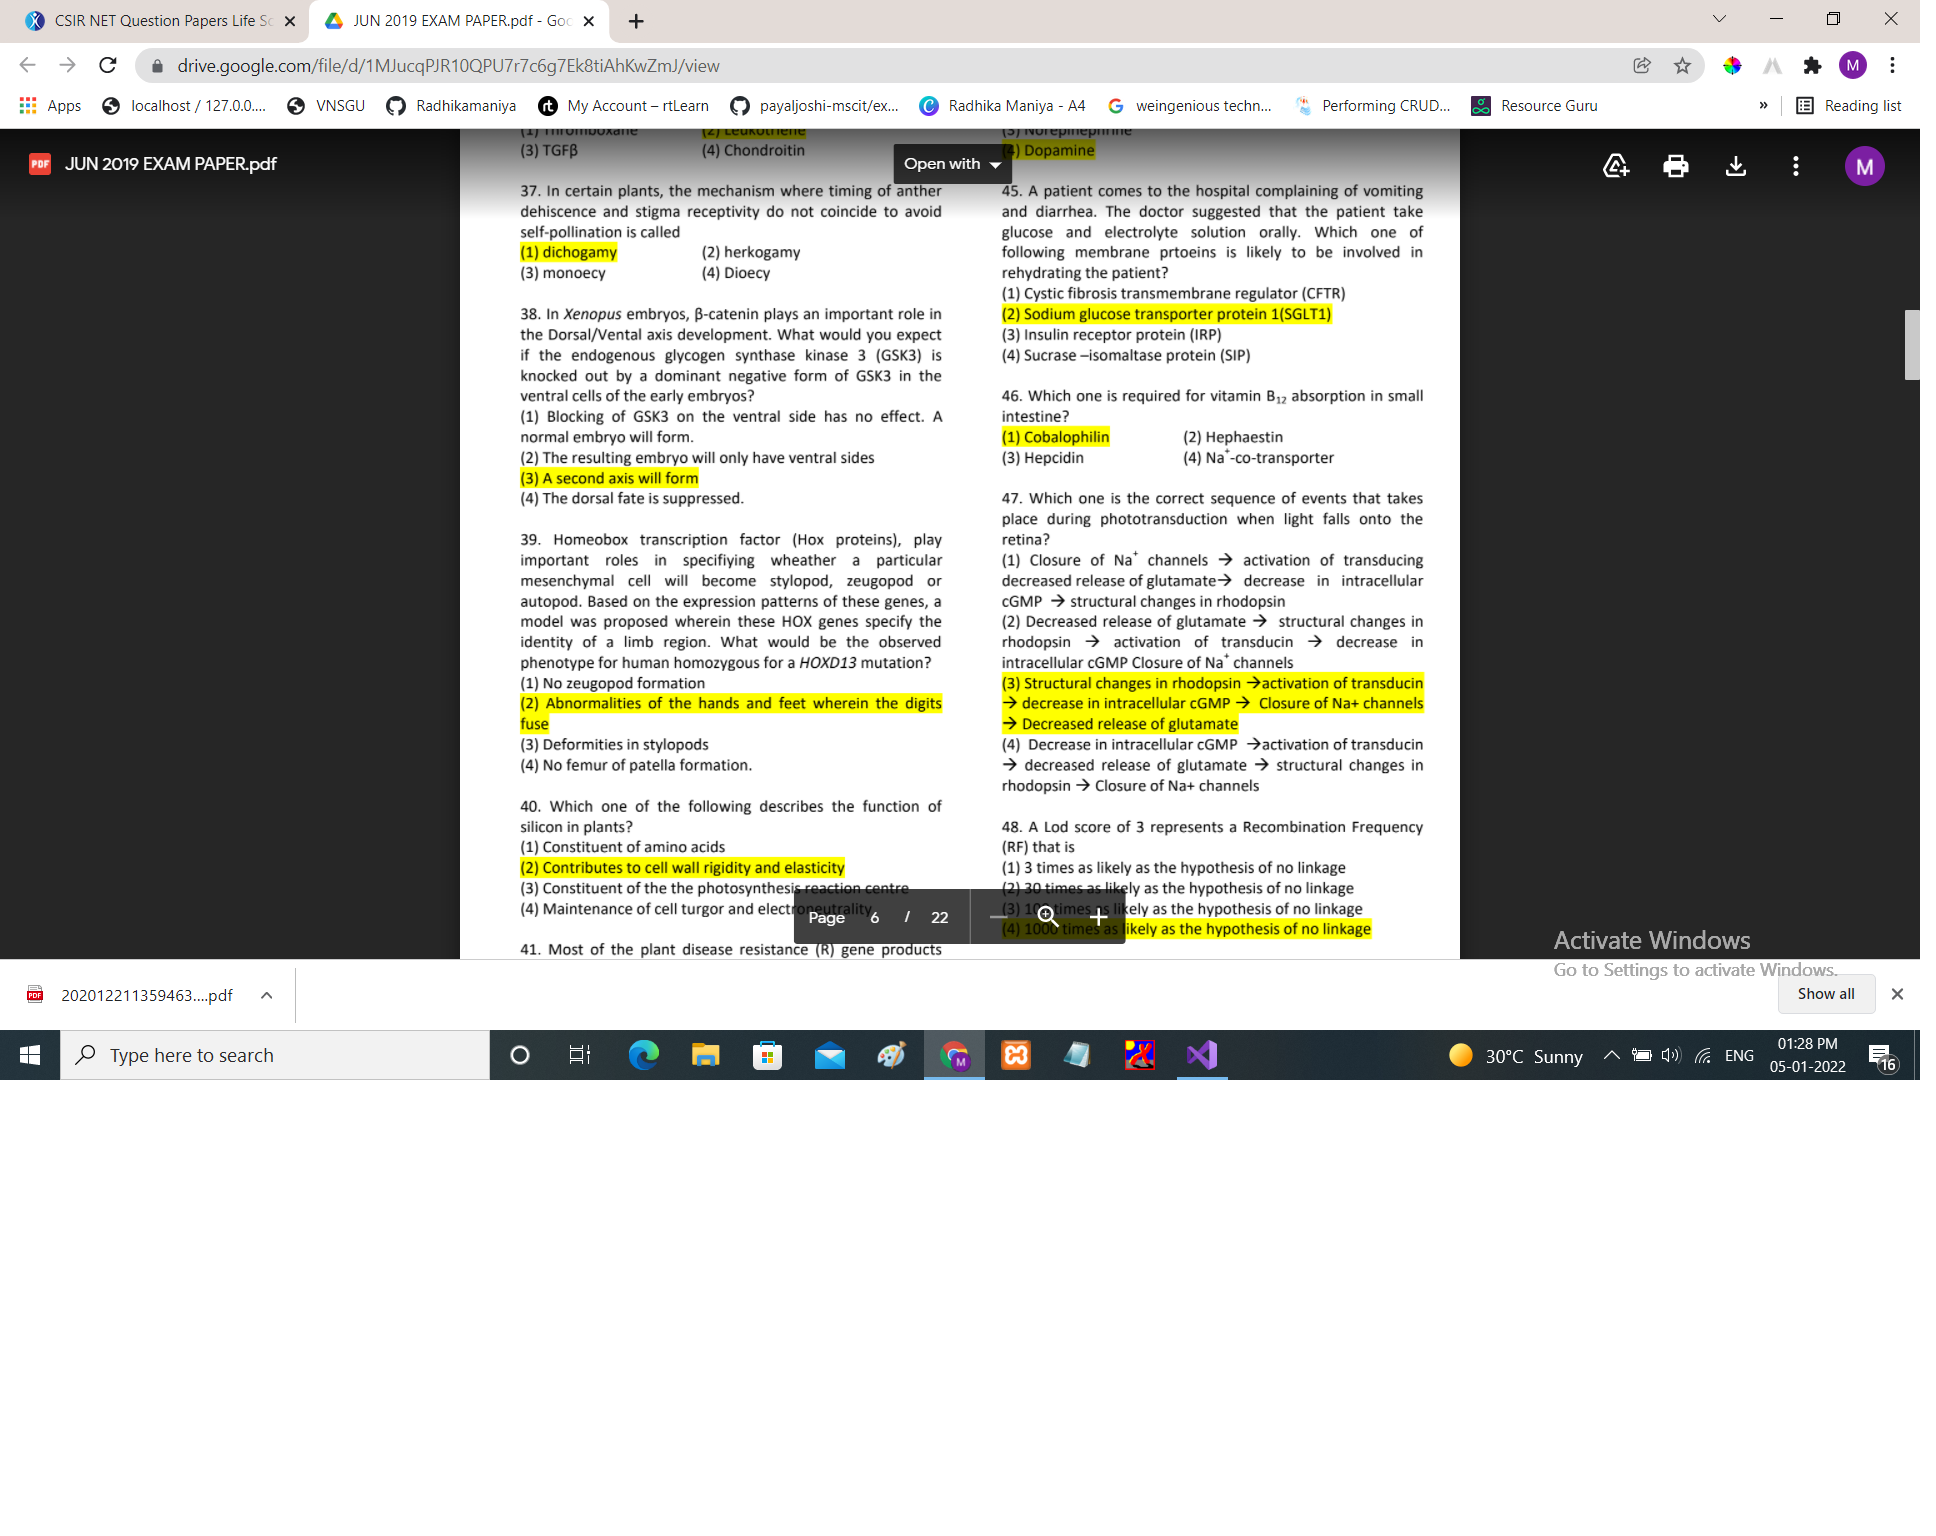 CSIR NET Question Papers Life Sc
JUN 2019 EXAM PAPER.pdf - Goo
drive.google.com/file/d/1MJucqPJR10QPU7r7c6g7Ek8tiAhKwZmJ/view
M
Apps
localhost / 127.0.0....
VNSGU
Radhikamaniya
My Account – rtLearn
payaljoshi-mscit/ex...
Radhika Maniya - A4
weingenious techn...
Performing CRUD...
Resource Guru
»
Reading list
PDF
JUN 2019 EXAM PAPER.pdf
Open with
M
(1) Thromboxane (2) Leukotriene
(3) TGFβ (4) Chondroitin
37. In certain plants, the mechanism where timing of anther
dehiscence and stigma receptivity do not coincide to avoid
self-pollination is called
(1) dichogamy (2) herkogamy
(3) monoecy (4) Dioecy
38. In Xenopus embryos, β-catenin plays an important role in
the Dorsal/Vental axis development. What would you expect
if the endogenous glycogen synthase kinase 3 (GSK3) is
knocked out by a dominant negative form of GSK3 in the
ventral cells of the early embryos?
(1) Blocking of GSK3 on the ventral side has no effect. A
normal embryo will form.
(2) The resulting embryo will only have ventral sides
(3) A second axis will form
(4) The dorsal fate is suppressed.
39. Homeobox transcription factor (Hox proteins), play
important roles in specifiying wheather a particular
mesenchymal cell will become stylopod, zeugopod or
autopod. Based on the expression patterns of these genes, a
model was proposed wherein these HOX genes specify the
identity of a limb region. What would be the observed
phenotype for human homozygous for a HOXD13 mutation?
(1) No zeugopod formation
(2) Abnormalities of the hands and feet wherein the digits
fuse
(3) Deformities in stylopods
(4) No femur of patella formation.
40. Which one of the following describes the function of
silicon in plants?
(1) Constituent of amino acids
(2) Contributes to cell wall rigidity and elasticity
(3) Constituent of the the photosynthesis reaction centre
(4) Maintenance of cell turgor and electroneutrality
41. Most of the plant disease resistance (R) gene products
(3) Norepinephrine
(4) Dopamine
45. A patient comes to the hospital complaining of vomiting
and diarrhea. The doctor suggested that the patient take
glucose and electrolyte solution orally. Which one of
following membrane prtoeins is likely to be involved in
rehydrating the patient?
(1) Cystic fibrosis transmembrane regulator (CFTR)
(2) Sodium glucose transporter protein 1(SGLT1)
(3) Insulin receptor protein (IRP)
(4) Sucrase –isomaltase protein (SIP)
46. Which one is required for vitamin B12 absorption in small
intestine?
(1) Cobalophilin (2) Hephaestin
(3) Hepcidin (4) Na+-co-transporter
47. Which one is the correct sequence of events that takes
place during phototransduction when light falls onto the
retina?
(1) Closure of Na+ channels → activation of transducing
decreased release of glutamate→ decrease in intracellular
cGMP → structural changes in rhodopsin
(2) Decreased release of glutamate → structural changes in
rhodopsin → activation of transducin → decrease in
intracellular cGMP Closure of Na+ channels
(3) Structural changes in rhodopsin →activation of transducin
→ decrease in intracellular cGMP → Closure of Na+ channels
→ Decreased release of glutamate
(4) Decrease in intracellular cGMP →activation of transducin
→ decreased release of glutamate → structural changes in
rhodopsin → Closure of Na+ channels
48. A Lod score of 3 represents a Recombination Frequency
(RF) that is
(1) 3 times as likely as the hypothesis of no linkage
(2) 30 times as likely as the hypothesis of no linkage
(3) 100 times as likely as the hypothesis of no linkage
(4) 1000 times as likely as the hypothesis of no linkage
Page 6 / 22
Activate Windows
Go to Settings to activate Windows.
202012211359463....pdf
Show all
Type here to search
30°C Sunny
ENG
01:28 PM
05-01-2022
16